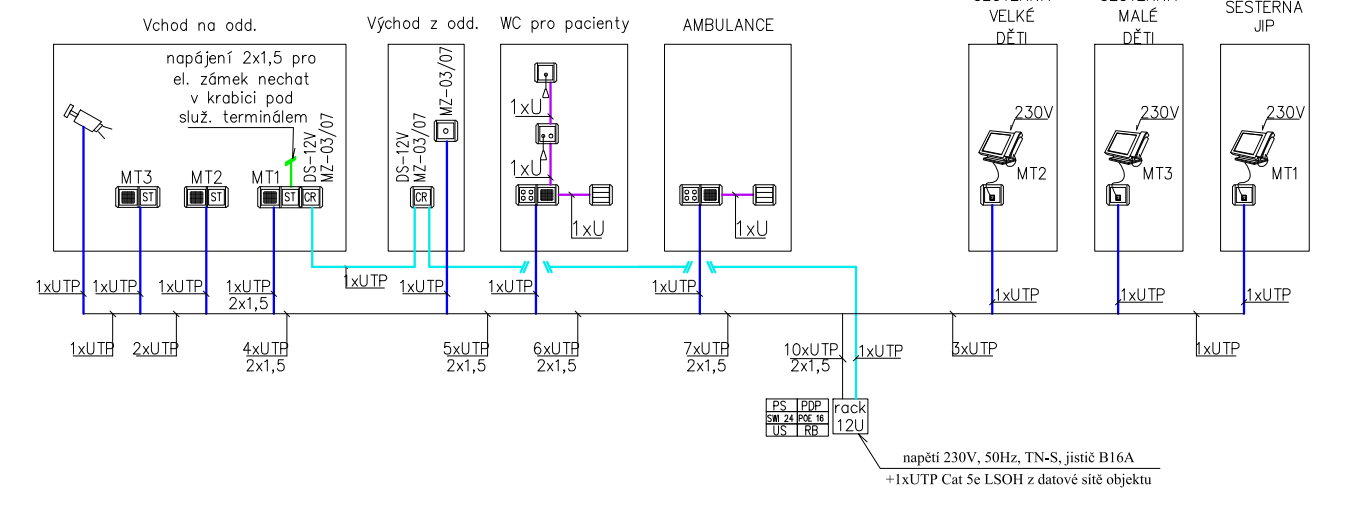 Vchod na odd.
napájení 2x1,5 pro
el. zámek nechat
v krabici pod
služ. terminálem
DS-12V
MZ-03/07
MT3
MT2
MT1
ST
ST
ST
CR
Východ z odd.
MZ-03/07
DS-12V
MZ-03/07
CR
WC pro pacienty
1xU
1xU
1xU
AMBULANCE
1xU
VELKÉ
DĚTI
230V
MT2
MALÉ
DĚTI
230V
MT3
SESTERNA
JIP
230V
MT1
1xUTP
1xUTP
1xUTP
1xUTP
2x1,5
1xUTP
1xUTP
1xUTP
1xUTP
1xUTP
1xUTP
1xUTP
1xUTP
2xUTP
4xUTP
2x1,5
5xUTP
2x1,5
6xUTP
2x1,5
7xUTP
2x1,5
10xUTP
2x1,5
1xUTP
3xUTP
1xUTP
PS PDP
SWI 24 POE 16
US RB
rack
12U
napětí 230V, 50Hz, TN-S, jistič B16A
+1xUTP Cat 5e LSOH z datové sítě objektu